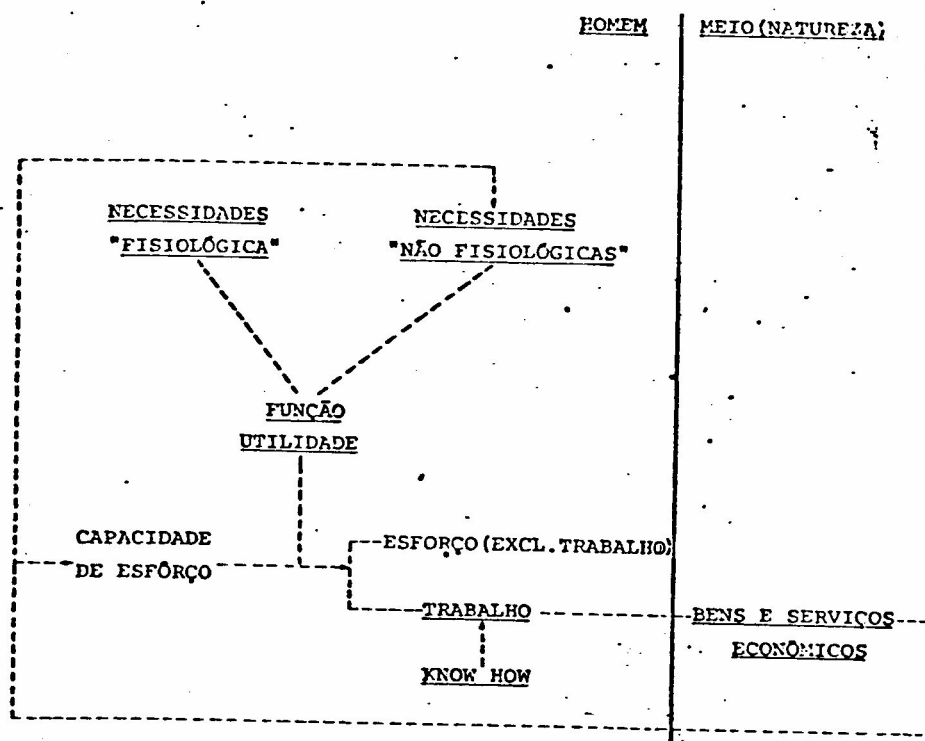 HOMEM
MEIO(NATUREZA)
NECESSIDADES
"FISIOLÓGICA"
NECESSIDADES
"NÃO FISIOLÓGICAS"
FUNÇÃO
UTILIDADE
CAPACIDADE
DE ESFÔRÇO
ESFORÇO(EXCL.TRABALHO)
TRABALHO
KNOW HOW
BENS E SERVIÇOS
ECONÔMICOS